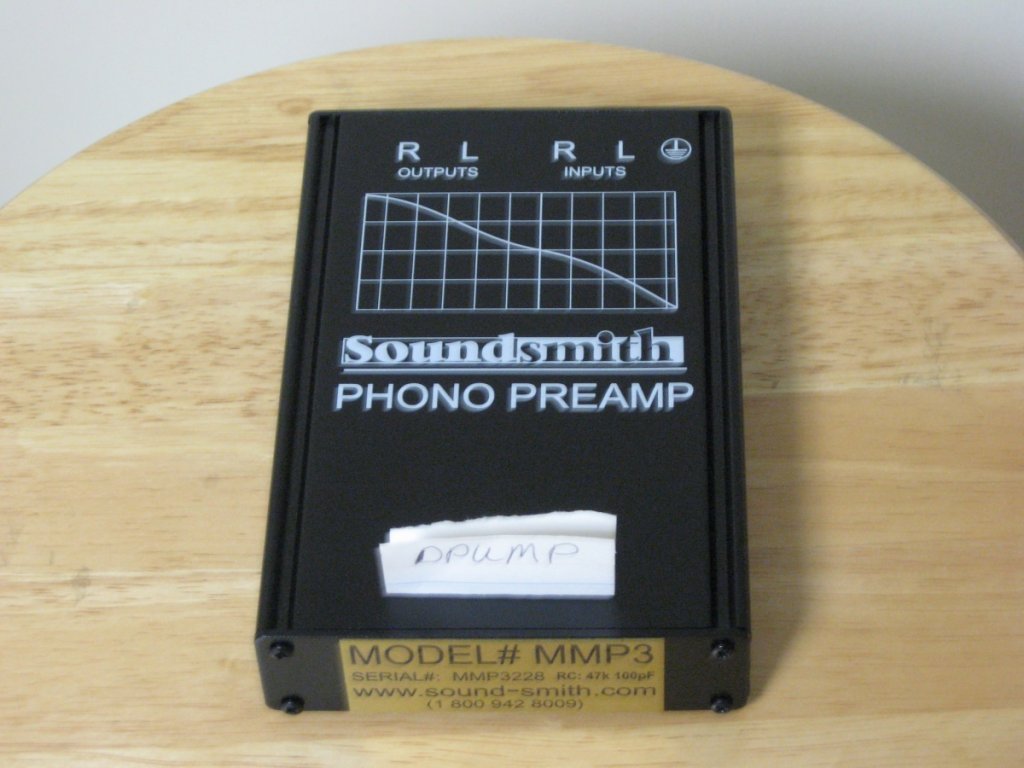 R L R L
OUTPUTS INPUTS
Soundsmith
PHONO PREAMP
DPUMP
MODEL# MMP3
SERIAL#: MMP3228 RC: 47k 100pF
www.sound-smith.com
(1 800 942 8009)